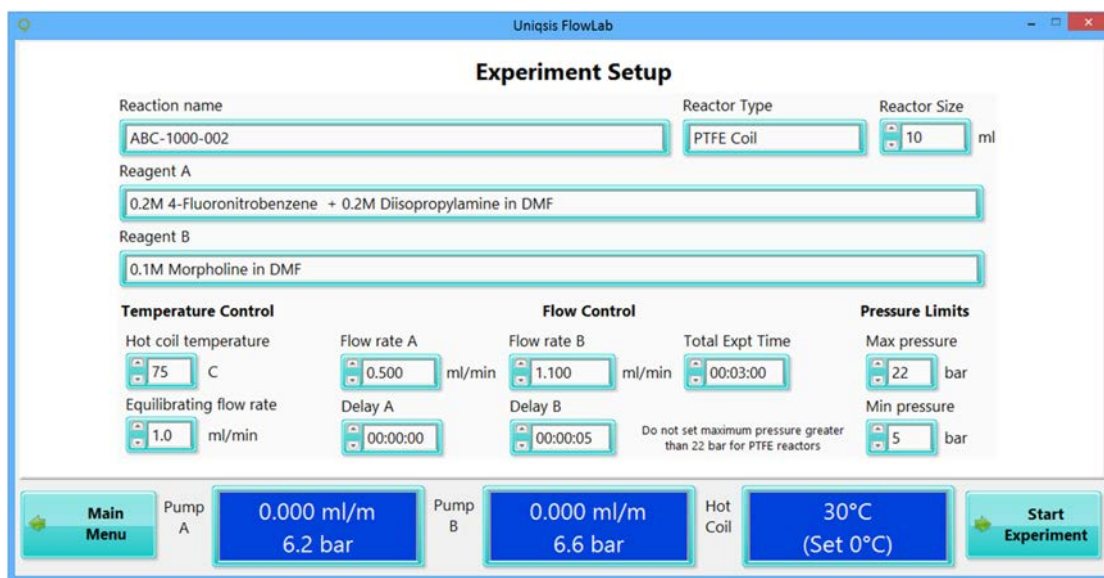 Uniqsis FlowLab
Experiment Setup
Reaction name
ABC-1000-002
Reactor Type
PTFE Coil
Reactor Size
10 ml
Reagent A
0.2M 4-Fluoronitrobenzene + 0.2M Diisopropylamine in DMF
Reagent B
0.1M Morpholine in DMF
Temperature Control
Flow Control
Pressure Limits
Hot coil temperature
75 C
Flow rate A
0.500 ml/min
Flow rate B
1.100 ml/min
Total Expt Time
00:03:00
Max pressure
22 bar
Equilibrating flow rate
1.0 ml/min
Delay A
00:00:00
Delay B
00:00:05
Do not set maximum pressure greater
than 22 bar for PTFE reactors
Min pressure
5 bar
Main
Menu
Pump
A
0.000 ml/m
6.2 bar
Pump
B
0.000 ml/m
6.6 bar
Hot
Coil
30°C
(Set 0°C)
Start
Experiment